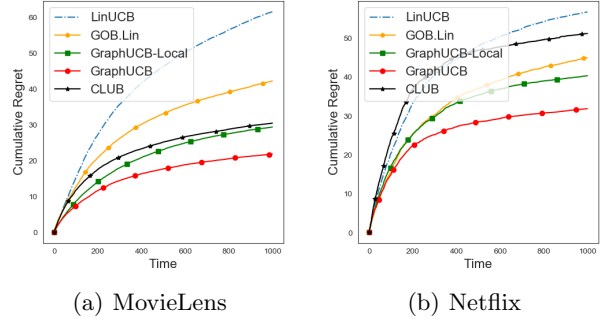 LinUCB
GOB.Lin
GraphUCB-Local
GraphUCB
CLUB
Cumulative Regret
60
50
40
30
20
10
0
0 200 400 600 800 1000
Time
(a) MovieLens
LinUCB
GOB.Lin
GraphUCB-Local
GraphUCB
CLUB
Cumulative Regret
50
40
30
20
10
0
0 200 400 600 800 1000
Time
(b) Netflix